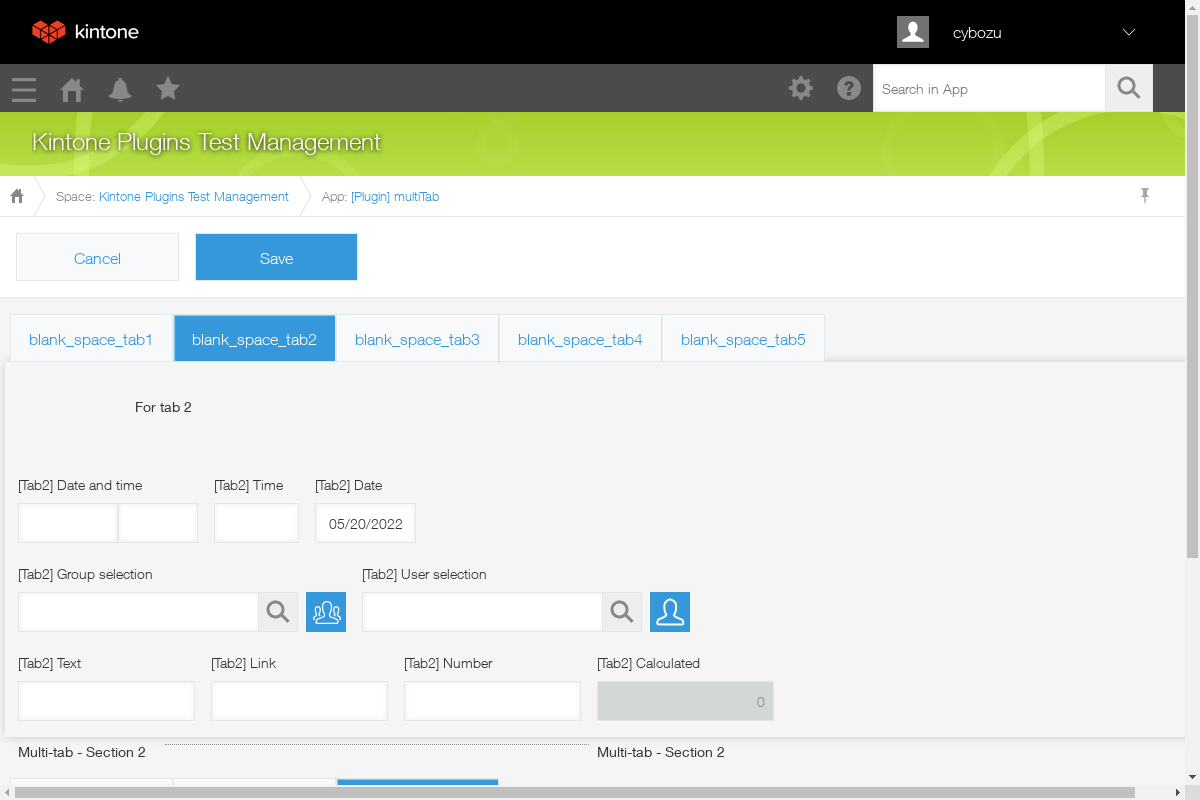 kintone
cybozu
Search in App
Kintone Plugins Test Management
Space: Kintone Plugins Test Management
App: [Plugin] multiTab
Cancel
Save
blank_space_tab1
blank_space_tab2
blank_space_tab3
blank_space_tab4
blank_space_tab5
For tab 2
[Tab2] Date and time
[Tab2] Time
[Tab2] Date
05/20/2022
[Tab2] Group selection
[Tab2] User selection
[Tab2] Text
[Tab2] Link
[Tab2] Number
[Tab2] Calculated
0
Multi-tab - Section 2
Multi-tab - Section 2